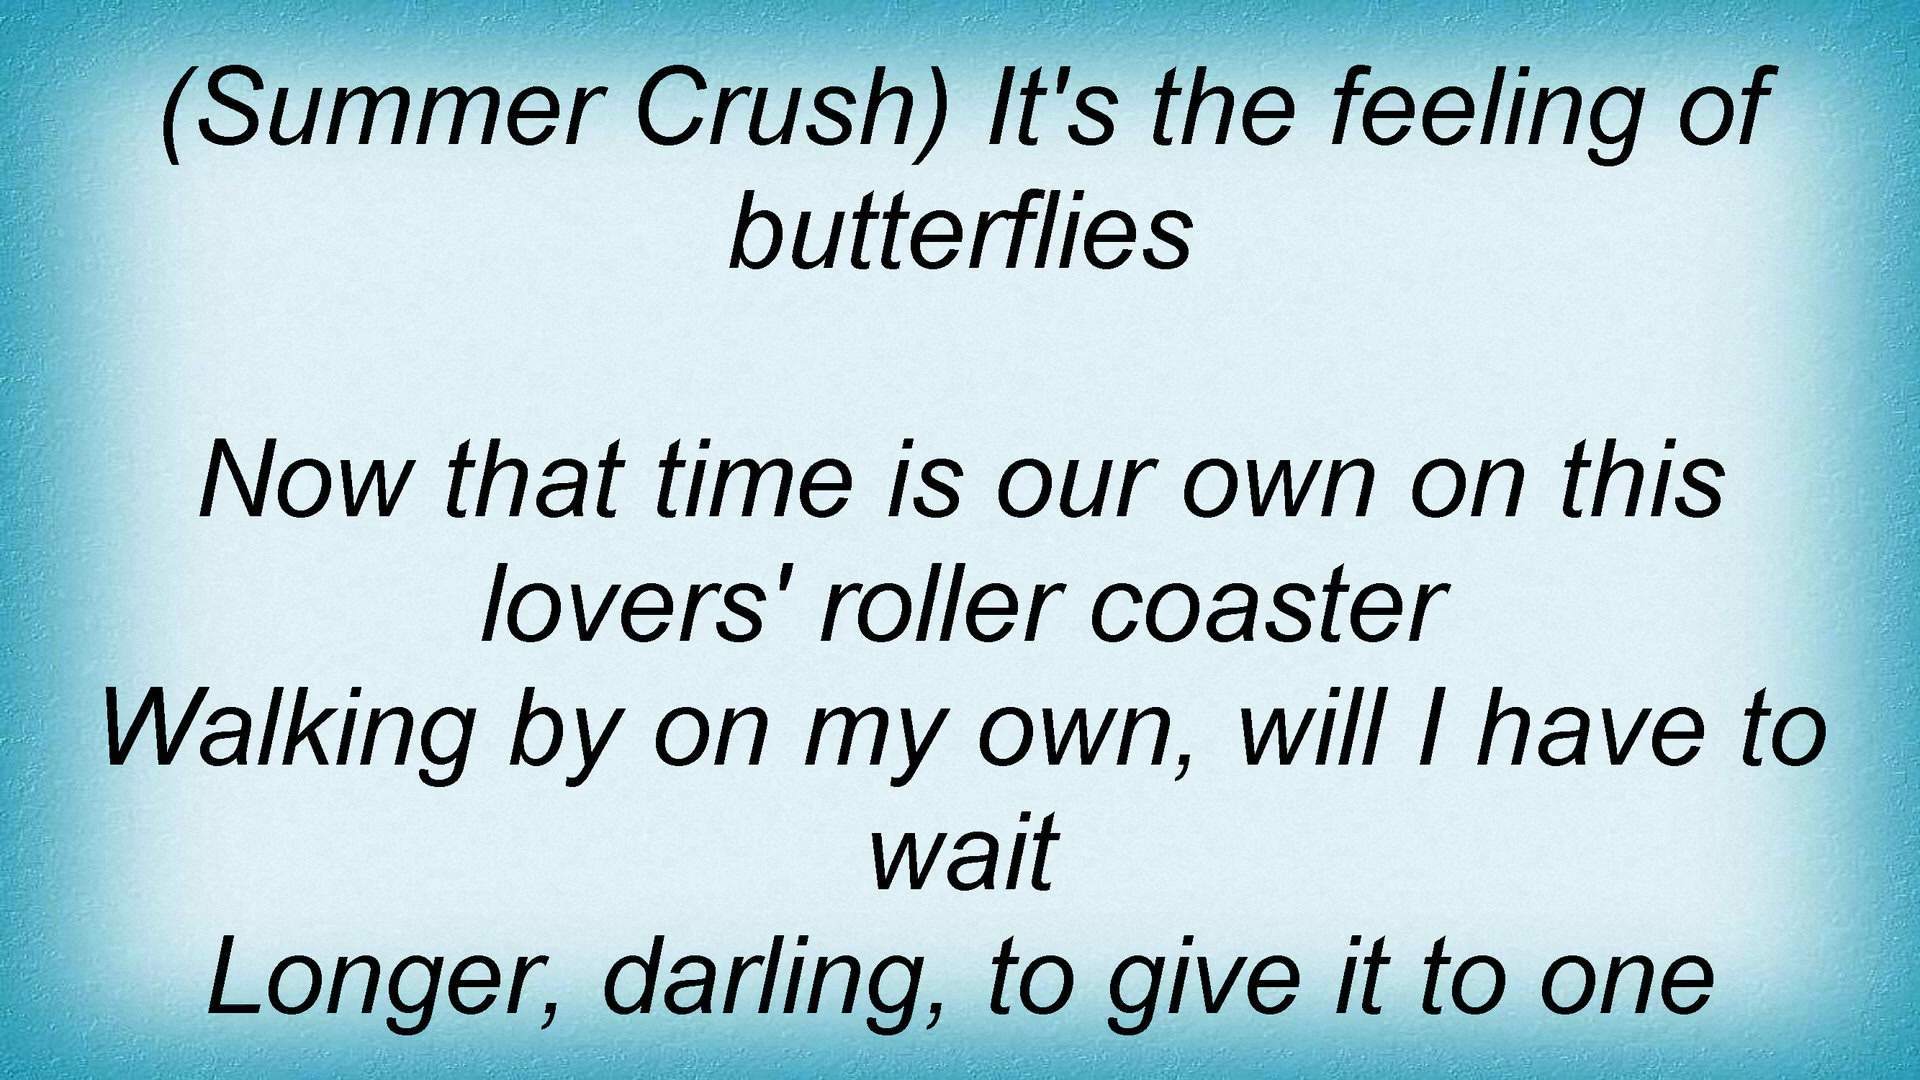 (Summer Crush) It's the feeling of
butterflies
Now that time is our own on this
lovers' roller coaster
Walking by on my own, will I have to
wait
Longer, darling, to give it to one